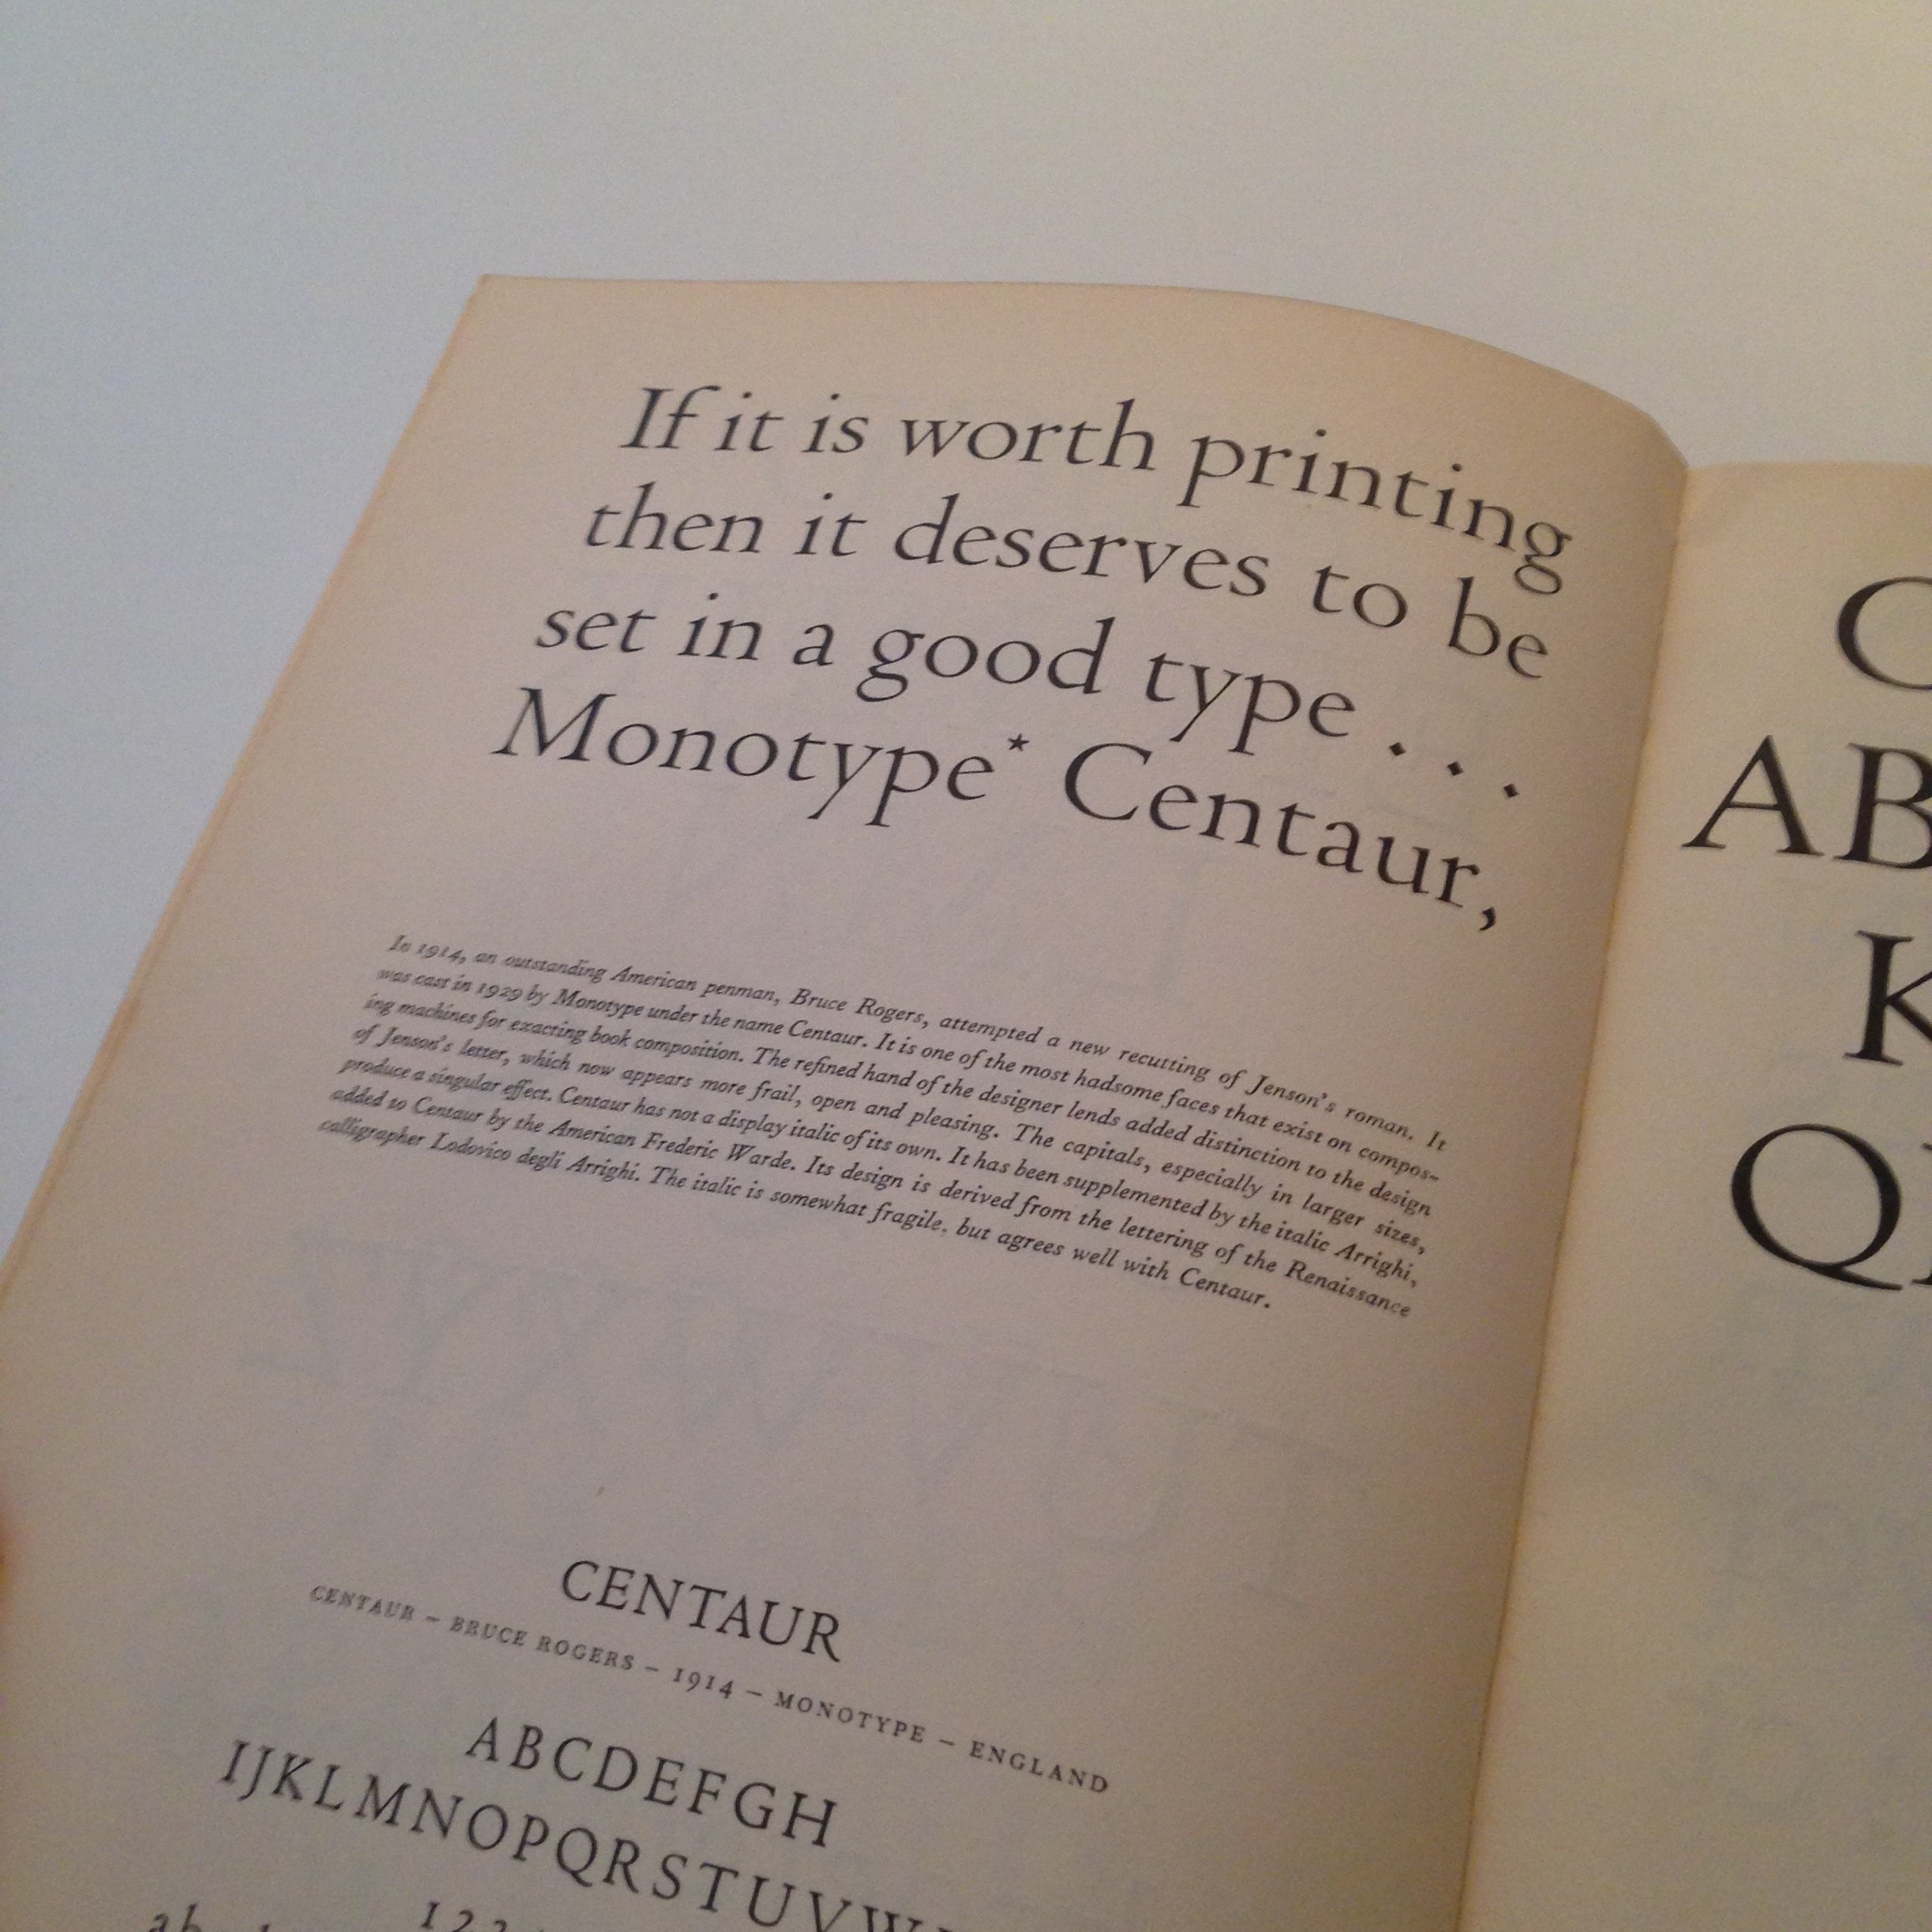 If it is worth printing
then it deserves to be
set in a good type . . .
Monotype* Centaur,
In 1914, an outstanding American penman, Bruce Rogers, attempted a new recutting of Jenson's roman. It
was cast in 1929 by Monotype under the name Centaur. It is one of the most hadsome faces that exist on compos-
ing machines for exacting book composition. The refined hand of the designer lends added distinction to the design
of Jenson's letter, which now appears more frail, open and pleasing. The capitals, especially in larger sizes,
produce a singular effect. Centaur has not a display italic of its own. It has been supplemented by the italic Arrighi,
added to Centaur by the American Frederic Warde. Its design is derived from the lettering of the Renaissance
calligrapher Lodovico degli Arrighi. The italic is somewhat fragile, but agrees well with Centaur.
CENTAUR
CENTAUR – BRUCE ROGERS – 1914 – MONOTYPE – ENGLAND
ABCDEFGH
IJKLMNOPQRSTUVW
123
ab
C
AB
K
Q